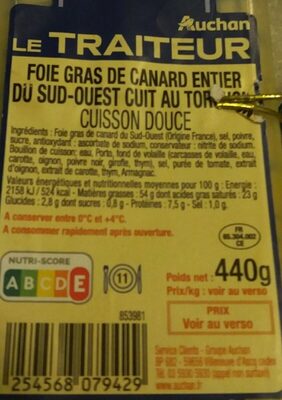 Auchan
LE TRAITEUR
FOIE GRAS DE CANARD ENTIER
DU SUD-OUEST CUIT AU
CUISSON DOUCE
Ingrédients : Foie gras de canard du Sud-Ouest (Origine France), sel, poivre,
sucre, antioxydant : ascorbate de sodium, conservateur : nitrite de sodium.
Bouillon de cuisson: eau, Porto, fond de volaille (carcasses de volaille, eau,
carotte, oignon, poivre noir, girofle, thym), sel, purée de tomate, extrait
d'oignon, extrait de carotte, thym, Armagnac.
Valeurs énergétiques et nutritionnelles moyennes pour 100 g : Energie :
2158 kJ / 524 kcal - Matières grasses : 54 g dont acides gras saturés : 23 g
Glucides : 2,8 g dont sucres : 0,8 g - Protéines : 7,5 g - Sel : 1,0 g.
A conserver entre 0°C et +4°C.
A consommer rapidement après ouverture.
FR
CE
NUTRI-SCORE
A B C D E
11
Poids net : 440g
Prix/kg : voir au verso
PRIX
Voir au verso
853981
Service Clients - Groupe Auchan
www.auchan.fr
254568 079429